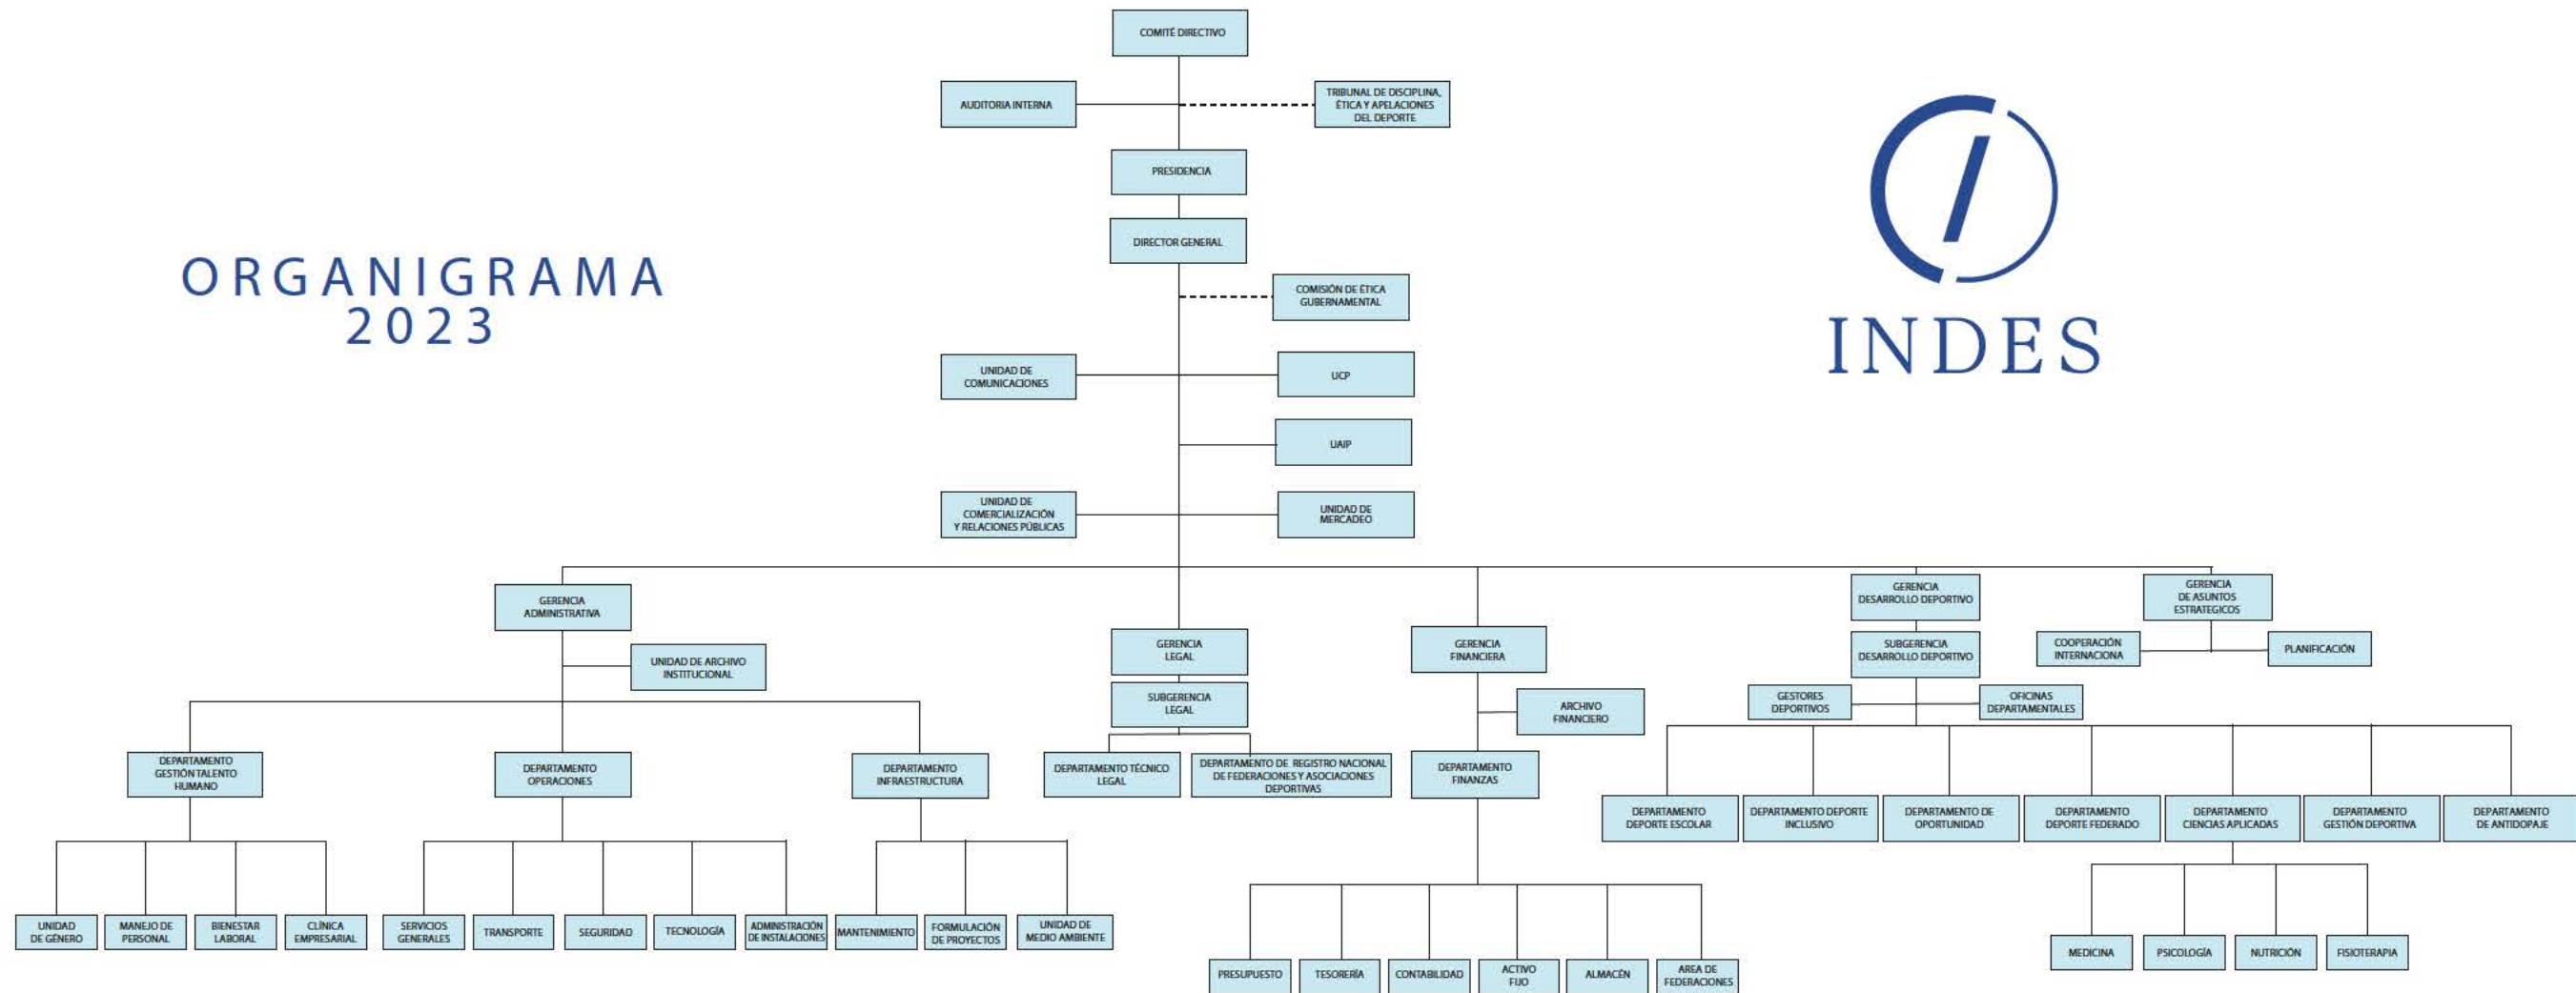 COMITÉ DIRECTIVO
AUDITORIA INTERNA
TRIBUNAL DE DISCIPLINA,
ÉTICA Y APELACIONES
DEL DEPORTE
PRESIDENCIA
DIRECTOR GENERAL
ORGANIGRAMA
2023
INDES
COMISIÓN DE ÉTICA
GUBERNAMENTAL
UNIDAD DE
COMUNICACIONES
UCP
UAIP
UNIDAD DE
COMERCIALIZACIÓN
Y RELACIONES PÚBLICAS
UNIDAD DE
MERCADEO
GERENCIA
ADMINISTRATIVA
UNIDAD DE ARCHIVO
INSTITUCIONAL
GERENCIA
LEGAL
SUBGERENCIA
LEGAL
GERENCIA
FINANCIERA
ARCHIVO
FINANCIERO
GERENCIA
DESARROLLO DEPORTIVO
SUBGERENCIA
DESARROLLO DEPORTIVO
GESTORES
DEPORTIVOS
OFICINAS
DEPARTAMENTALES
GERENCIA
DE ASUNTOS
ESTRATEGICOS
COOPERACIÓN
INTERNACIONA
PLANIFICACIÓN
DEPARTAMENTO
GESTIÓN TALENTO
HUMANO
DEPARTAMENTO
OPERACIONES
DEPARTAMENTO
INFRAESTRUCTURA
DEPARTAMENTO TÉCNICO
LEGAL
DEPARTAMENTO DE REGISTRO NACIONAL
DE FEDERACIONES Y ASOCIACIONES
DEPORTIVAS
DEPARTAMENTO
FINANZAS
DEPARTAMENTO
DEPORTE ESCOLAR
DEPARTAMENTO DEPORTE
INCLUSIVO
DEPARTAMENTO DE
OPORTUNIDAD
DEPARTAMENTO
DEPORTE FEDERADO
DEPARTAMENTO
CIENCIAS APLICADAS
DEPARTAMENTO
GESTIÓN DEPORTIVA
DEPARTAMENTO
DE ANTIDOPAJE
UNIDAD
DE GÉNERO
MANEJO DE
PERSONAL
BIENESTAR
LABORAL
CLÍNICA
EMPRESARIAL
SERVICIOS
GENERALES
TRANSPORTE
SEGURIDAD
TECNOLOGÍA
ADMINISTRACIÓN
DE INSTALACIONES
MANTENIMIENTO
FORMULACIÓN
DE PROYECTOS
UNIDAD DE
MEDIO AMBIENTE
PRESUPUESTO
TESORERÍA
CONTABILIDAD
ACTIVO
FIJO
ALMACÉN
AREA DE
FEDERACIONES
MEDICINA
PSICOLOGÍA
NUTRICIÓN
FISIOTERAPIA